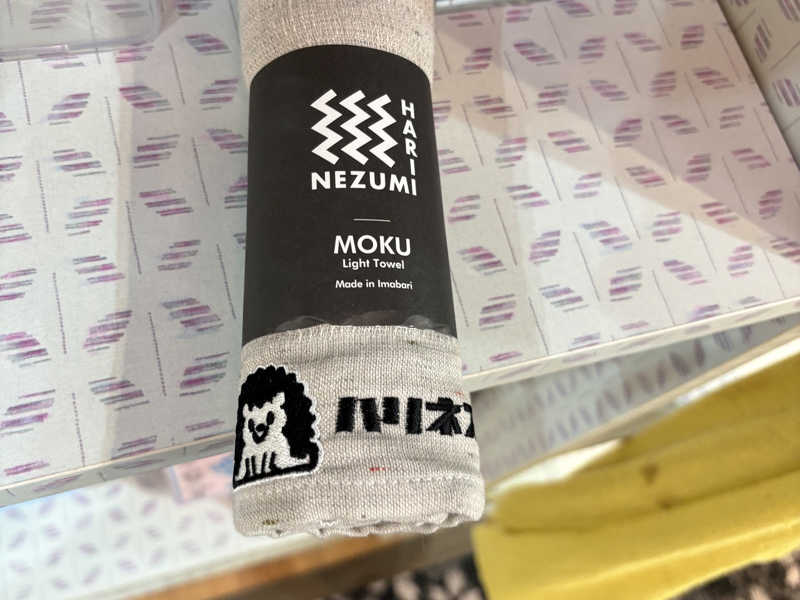 HARI
NEZUMI
MOKU
Light Towel
Made in Imabari
ハリネ